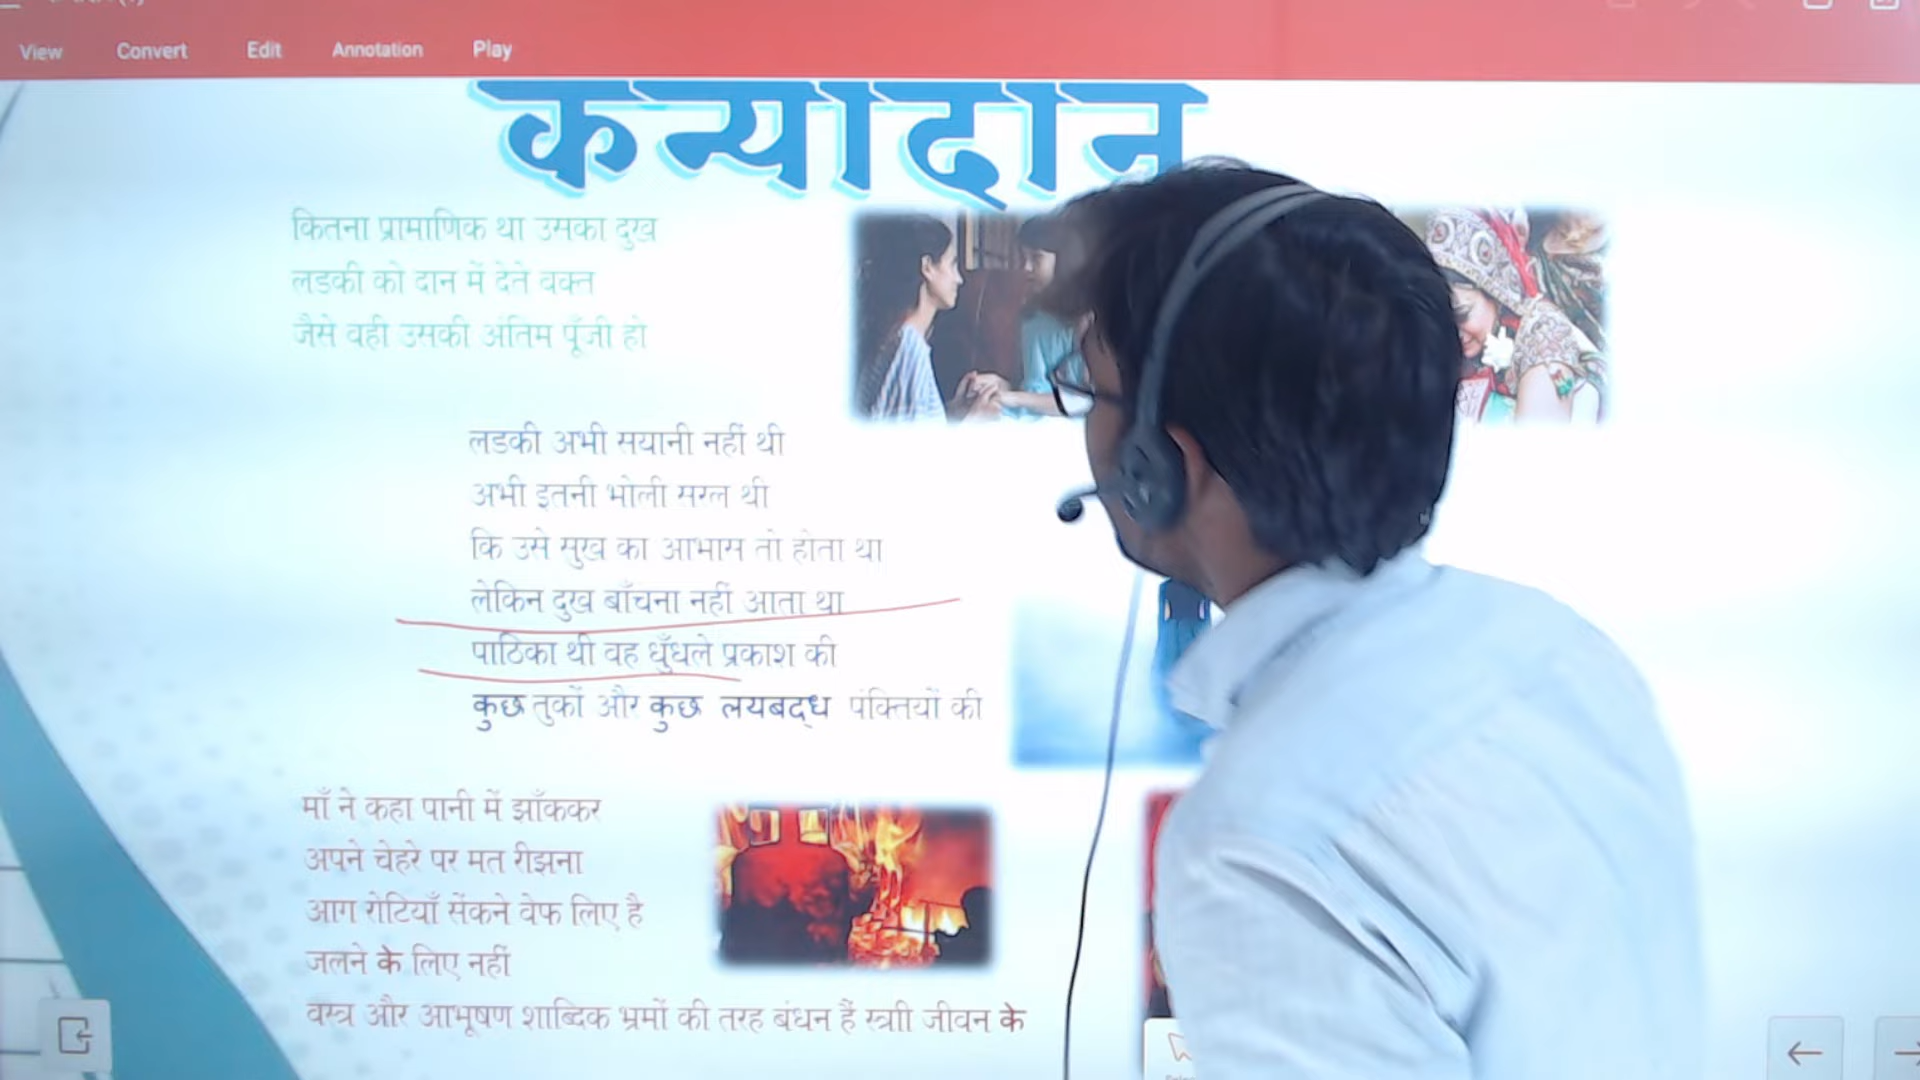 View Convert Edit Annotation Play
कन्यादान
कितना प्रामाणिक था उसका दुख
लडकी को दान में देते वक्त
जैसे वही उसकी अंतिम पूँजी हो
लडकी अभी सयानी नहीं थी
अभी इतनी भोली सरल थी
कि उसे सुख का आभास तो होता था
लेकिन दुख बाँचना नहीं आता था
पाठिका थी वह धुँधले प्रकाश की
कुछ तुकों और कुछ लयबद्ध पंक्तियों की
माँ ने कहा पानी में झाँककर
अपने चेहरे पर मत रीझना
आग रोटियाँ सेंकने वेफ लिए है
जलने के लिए नहीं
वस्त्र और आभूषण शाब्दिक भ्रमों की तरह बंधन हैं स्त्राी जीवन के